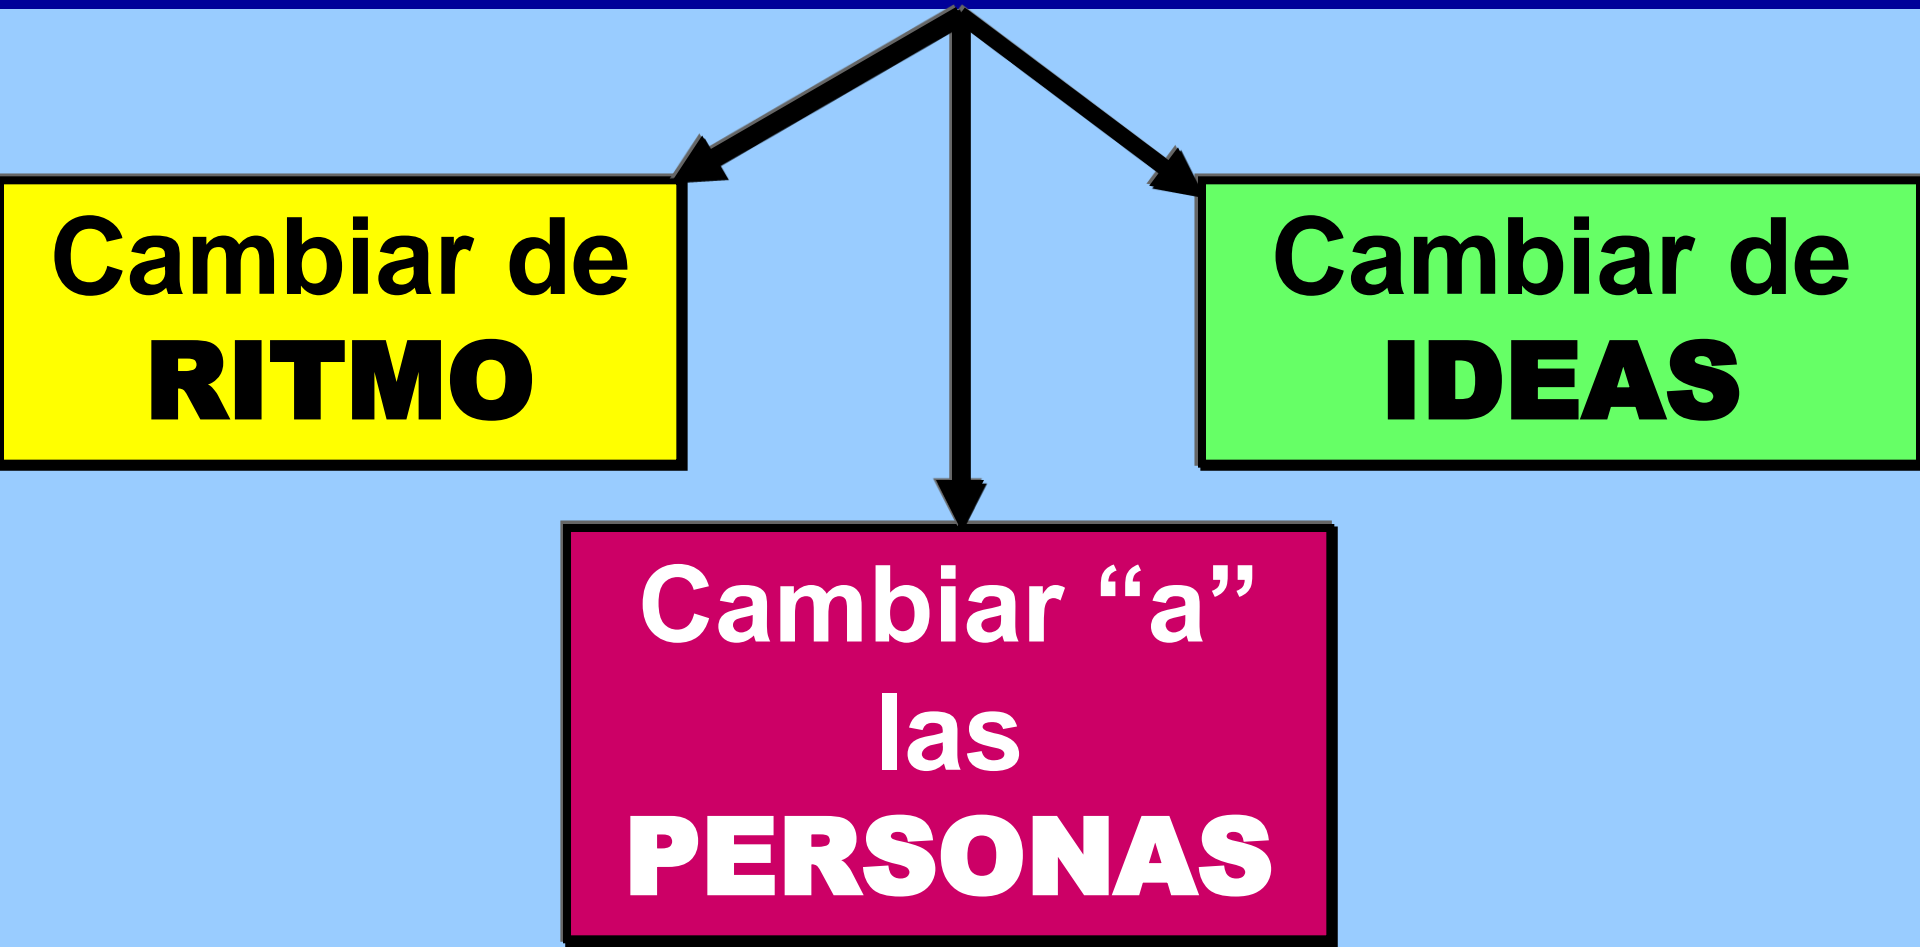 Cambiar de
RITMO
Cambiar de
IDEAS
Cambiar “a”
las
PERSONAS